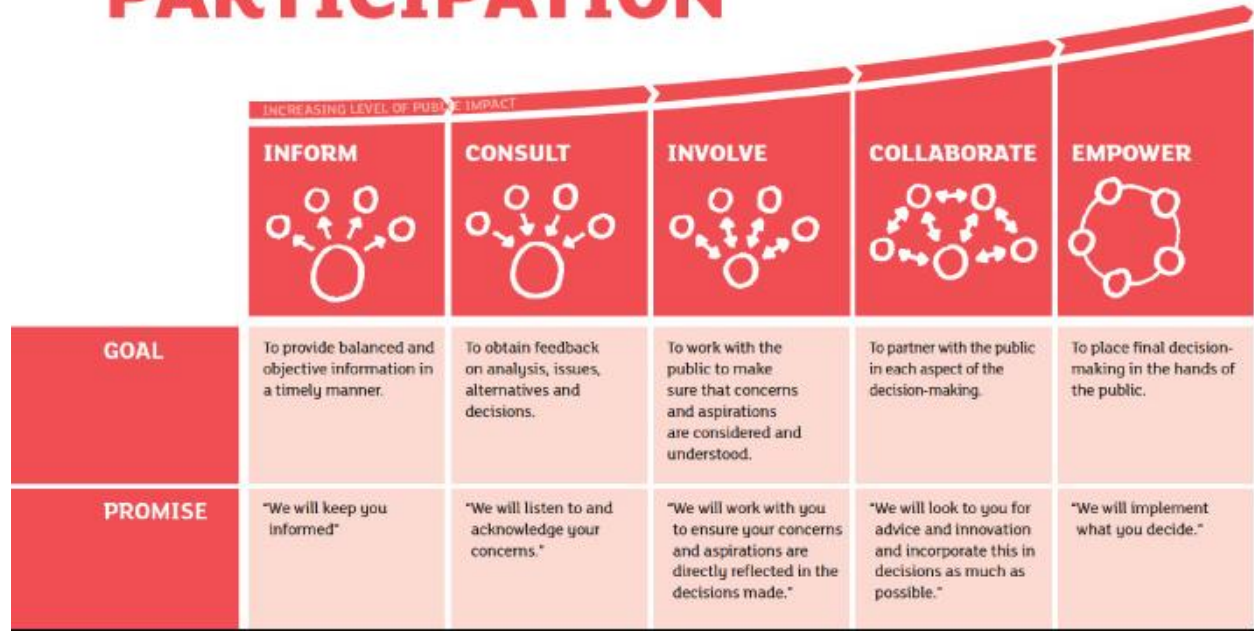 PARTICIPATION
INCREASING LEVEL OF PUBLIC IMPACT
INFORM
CONSULT
INVOLVE
COLLABORATE
EMPOWER
GOAL
To provide balanced and
objective information in
a timely manner.
To obtain feedback
on analysis, issues,
alternatives and
decisions.
To work with the
public to make
sure that concerns
and aspirations
are considered and
understood.
To partner with the public
in each aspect of the
decision-making.
To place final decision-
making in the hands of
the public.
PROMISE
"We will keep you
informed"
"We will listen to and
acknowledge your
concerns."
"We will work with you
to ensure your concerns
and aspirations are
directly reflected in the
decisions made."
"We will look to you for
advice and innovation
and incorporate this in
decisions as much as
possible."
"We will implement
what you decide."